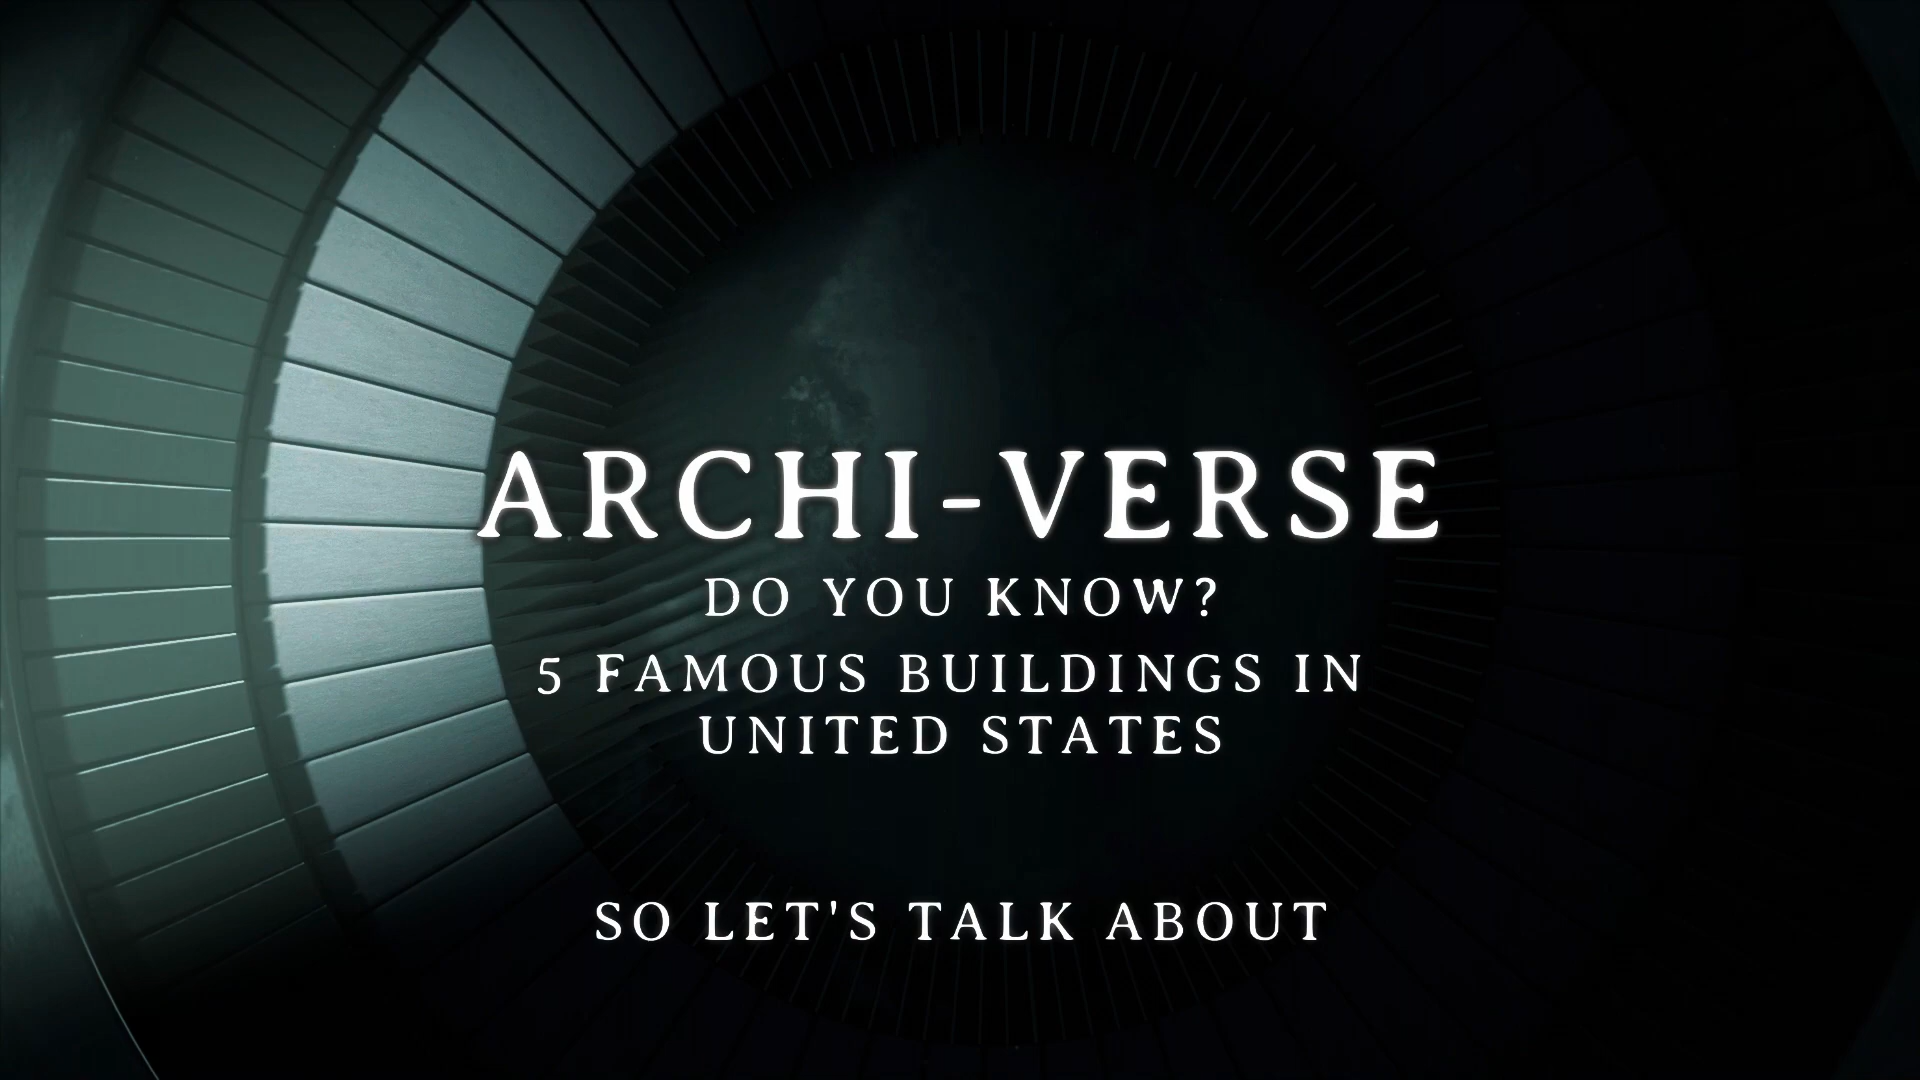 ARCHI-VERSE
DO YOU KNOW?
5 FAMOUS BUILDINGS IN
UNITED STATES
SO LET'S TALK ABOUT